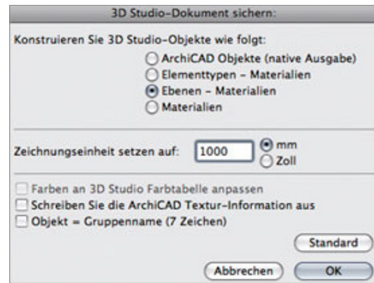 3D Studio-Dokument sichern:
Konstruieren Sie 3D Studio-Objekte wie folgt:
ArchiCAD Objekte (native Ausgabe)
Elementtypen - Materialien
Ebenen - Materialien
Materialien
Zeichnungseinheit setzen auf: 1000 mm
Zoll
Farben an 3D Studio Farbtabelle anpassen
Schreiben Sie die ArchiCAD Textur-Information aus
Objekt = Gruppenname (7 Zeichen)
Standard
Abbrechen OK